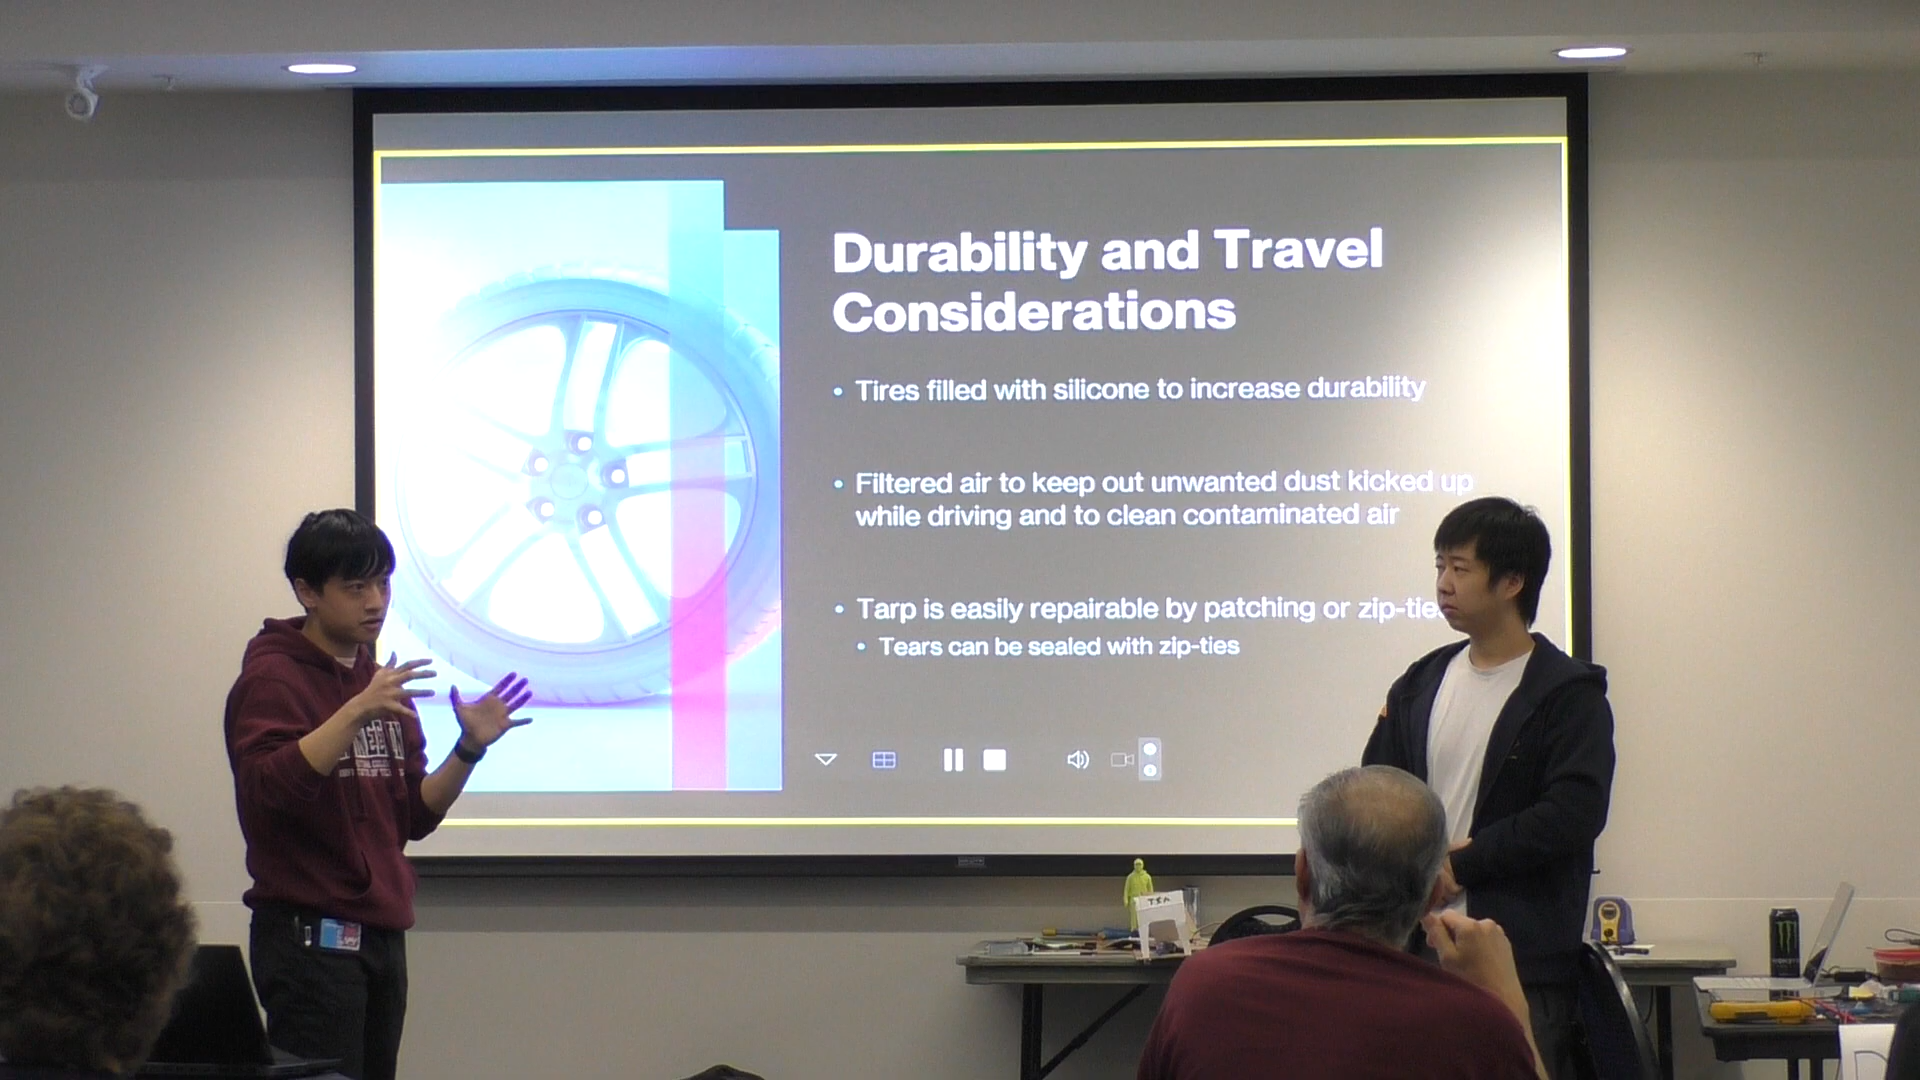 Durability and Travel
Considerations
• Tires filled with silicone to increase durability
• Filtered air to keep out unwanted dust kicked up
while driving and to clean contaminated air
• Tarp is easily repairable by patching or
• Tears can be sealed with zip-ties